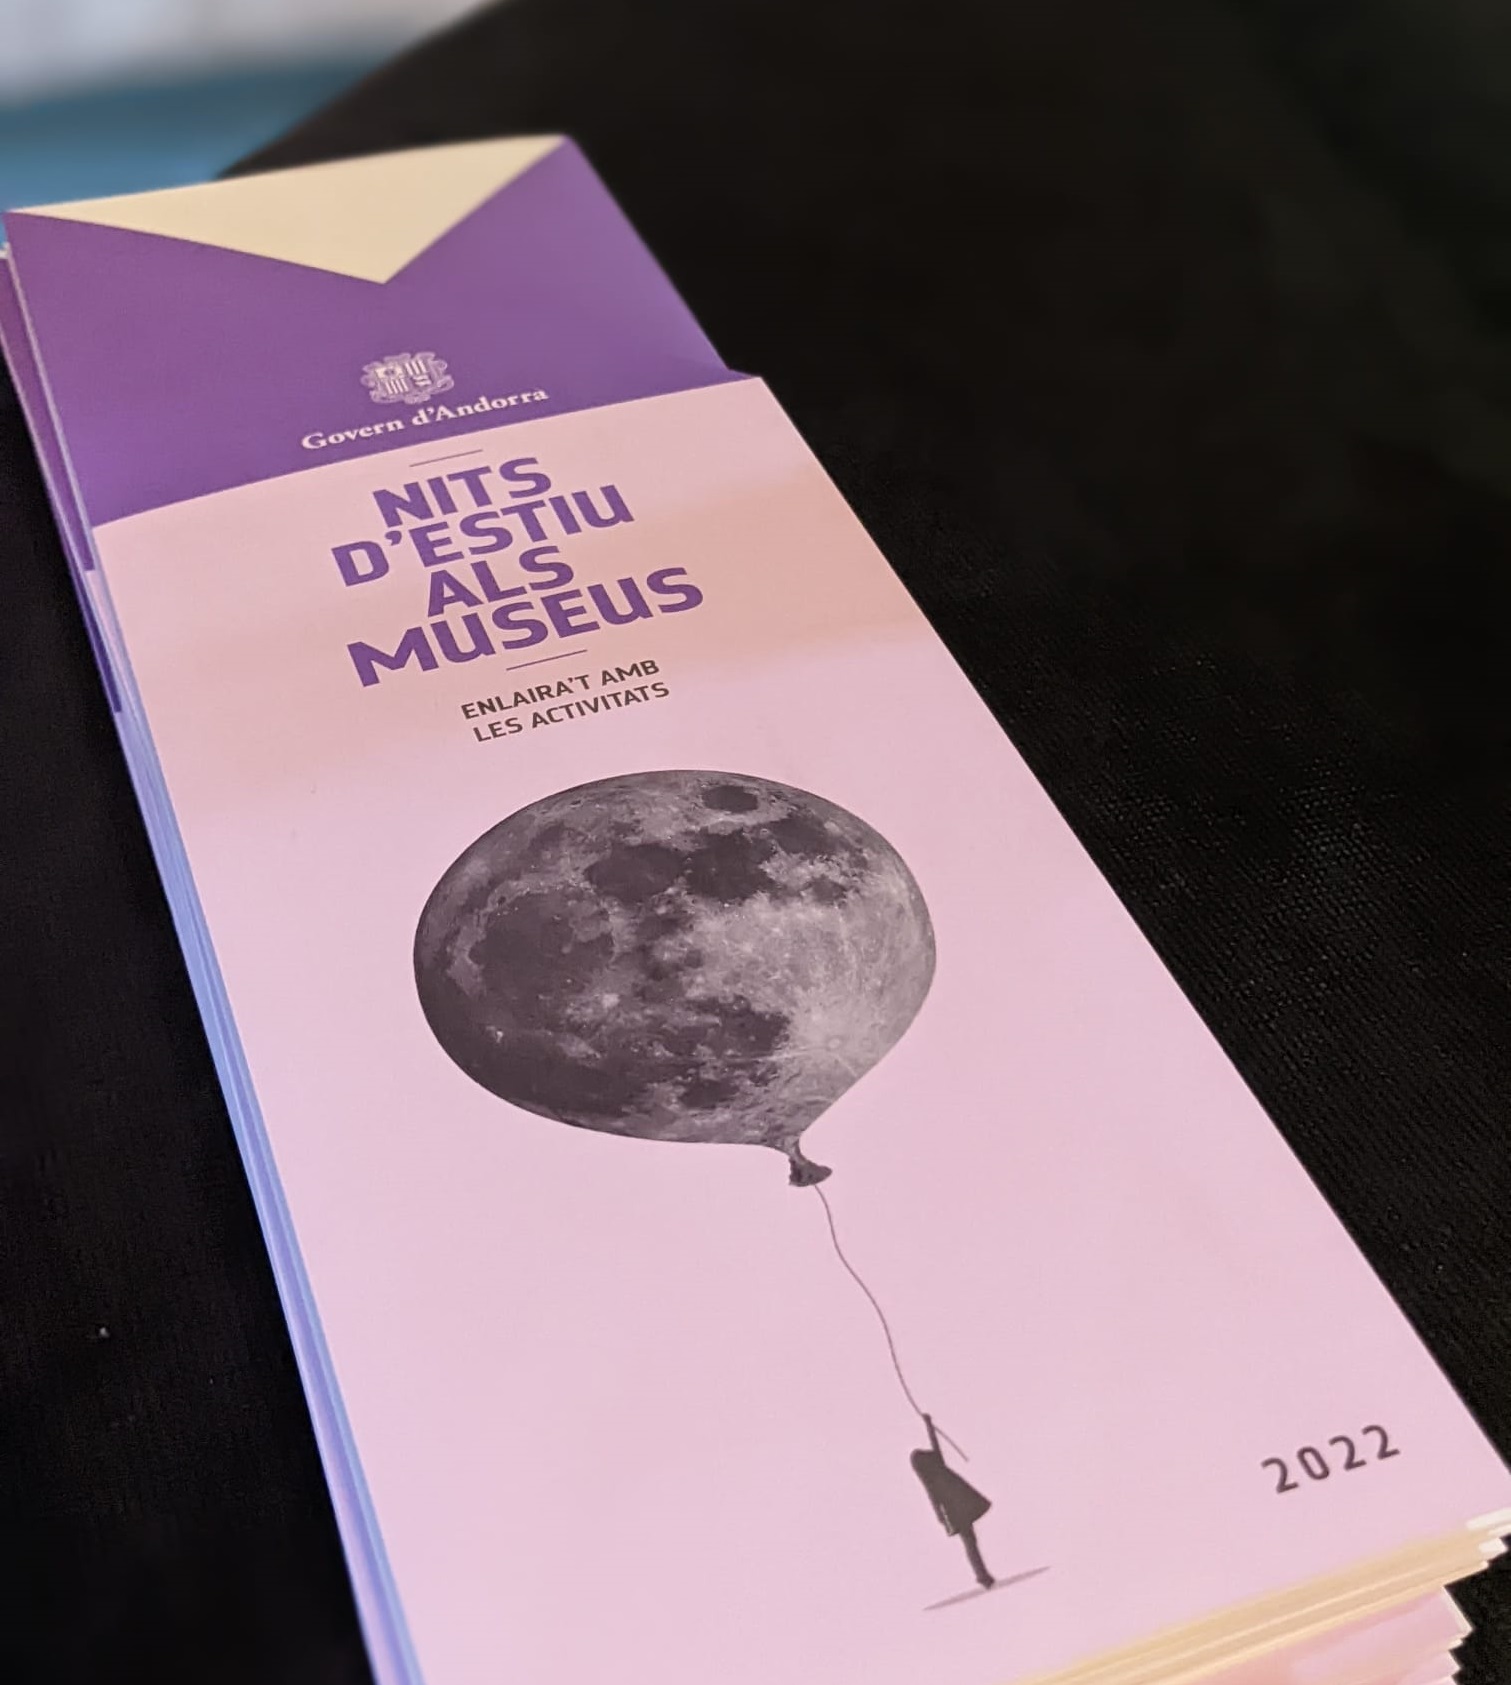 Govern d'Andorra
NITS
D'ESTIU
ALS
MUSEUS
ENLAIRA'T AMB
LES ACTIVITATS
2022